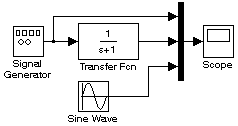 1
s+1
Signal
Generator
Transfer Fcn
Scope
Sine Wave